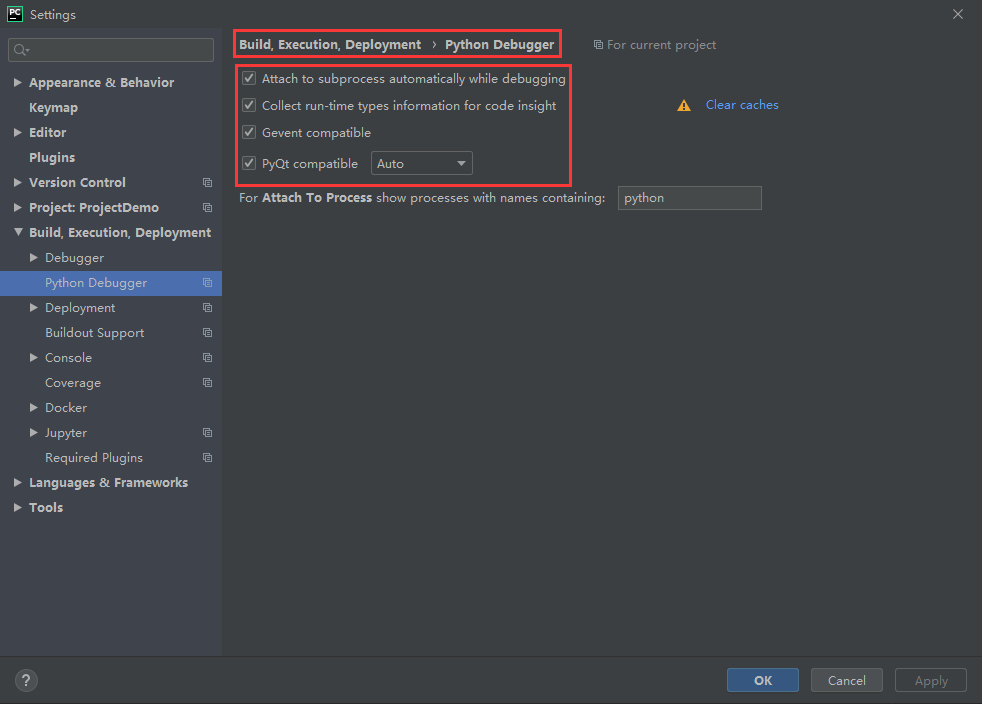 PC Settings
Build, Execution, Deployment › Python Debugger
For current project
Appearance & Behavior
Keymap
Editor
Plugins
Version Control
Project: ProjectDemo
Build, Execution, Deployment
Debugger
Python Debugger
Deployment
Buildout Support
Console
Coverage
Docker
Jupyter
Required Plugins
Languages & Frameworks
Tools
Attach to subprocess automatically while debugging
Collect run-time types information for code insight
Clear caches
Gevent compatible
PyQt compatible Auto
For Attach To Process show processes with names containing: python
? OK Cancel Apply